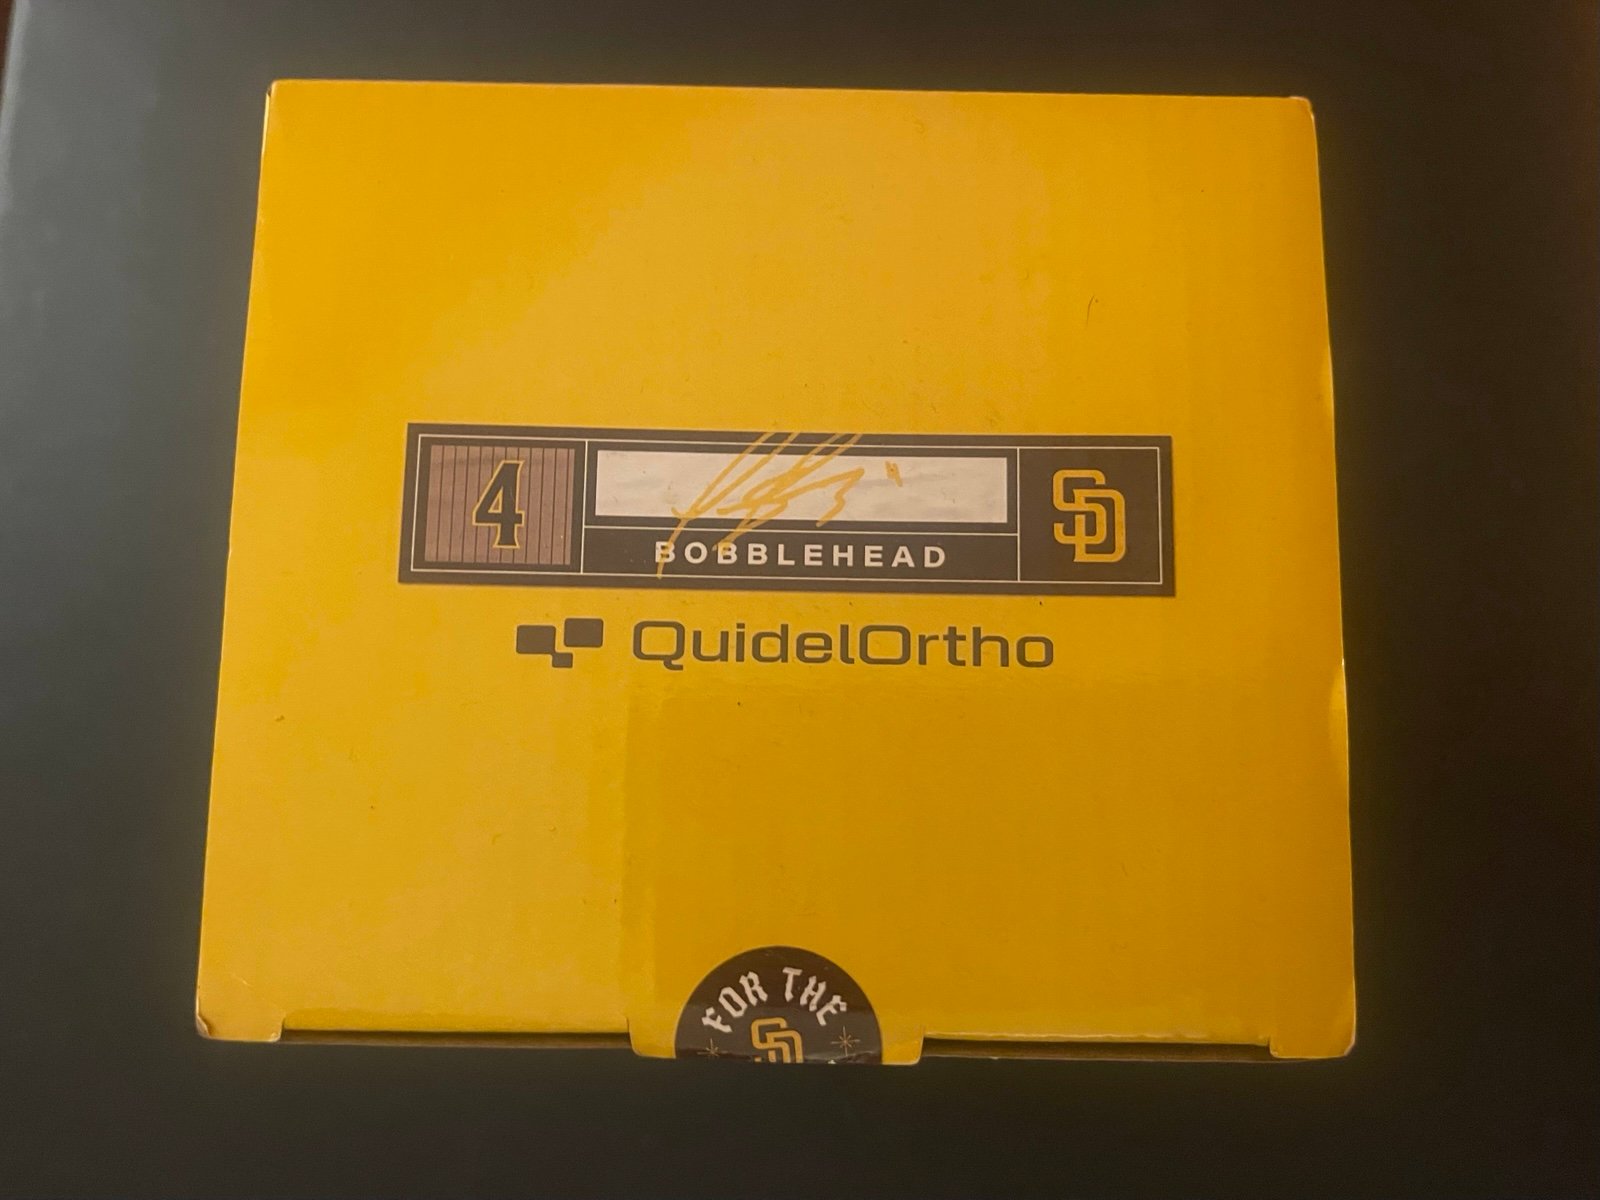 4
BOBBLEHEAD
SD
QuidelOrtho
FOR THE
SD